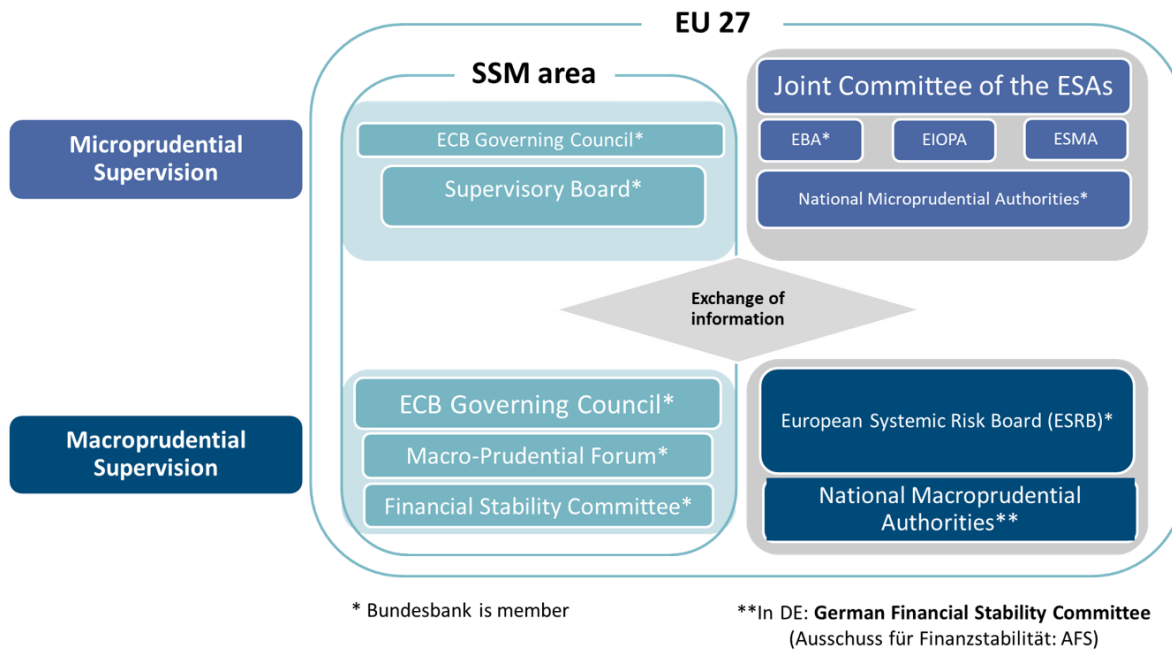 EU 27
SSM area
Microprudential
Supervision
ECB Governing Council*
Supervisory Board*
Joint Committee of the ESAs
EBA*
EIOPA
ESMA
National Microprudential Authorities*
Exchange of
information
Macroprudential
Supervision
ECB Governing Council*
Macro-Prudential Forum*
Financial Stability Committee*
European Systemic Risk Board (ESRB)*
National Macroprudential
Authorities**
* Bundesbank is member
**In DE: German Financial Stability Committee
(Ausschuss für Finanzstabilität: AFS)